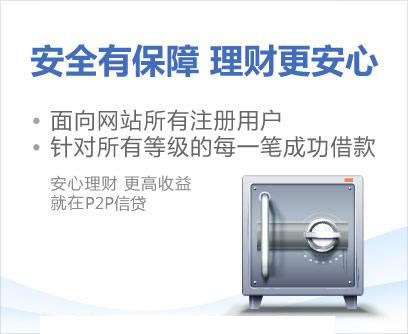 安全有保障 理财更安心
面向网站所有注册用户
针对所有等级的每一笔成功借款
安心理财 更高收益
就在P2P信贷